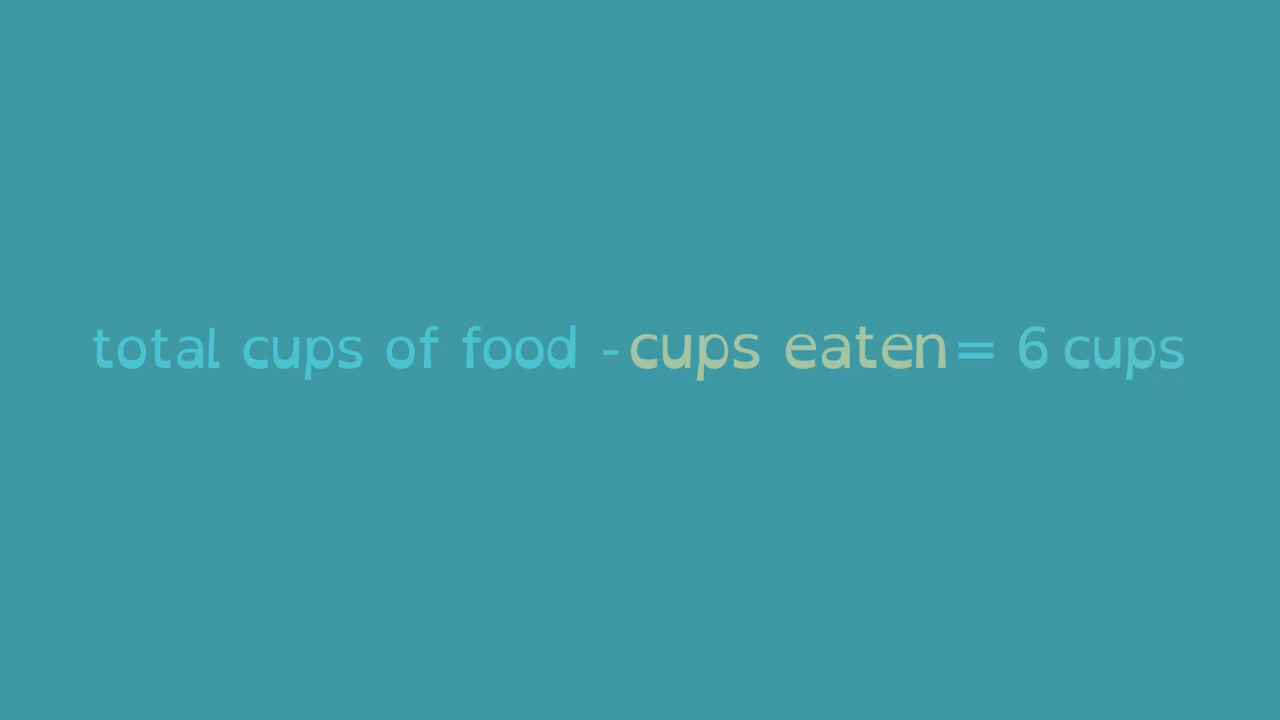 total cups of food - cups eaten = 6 cups